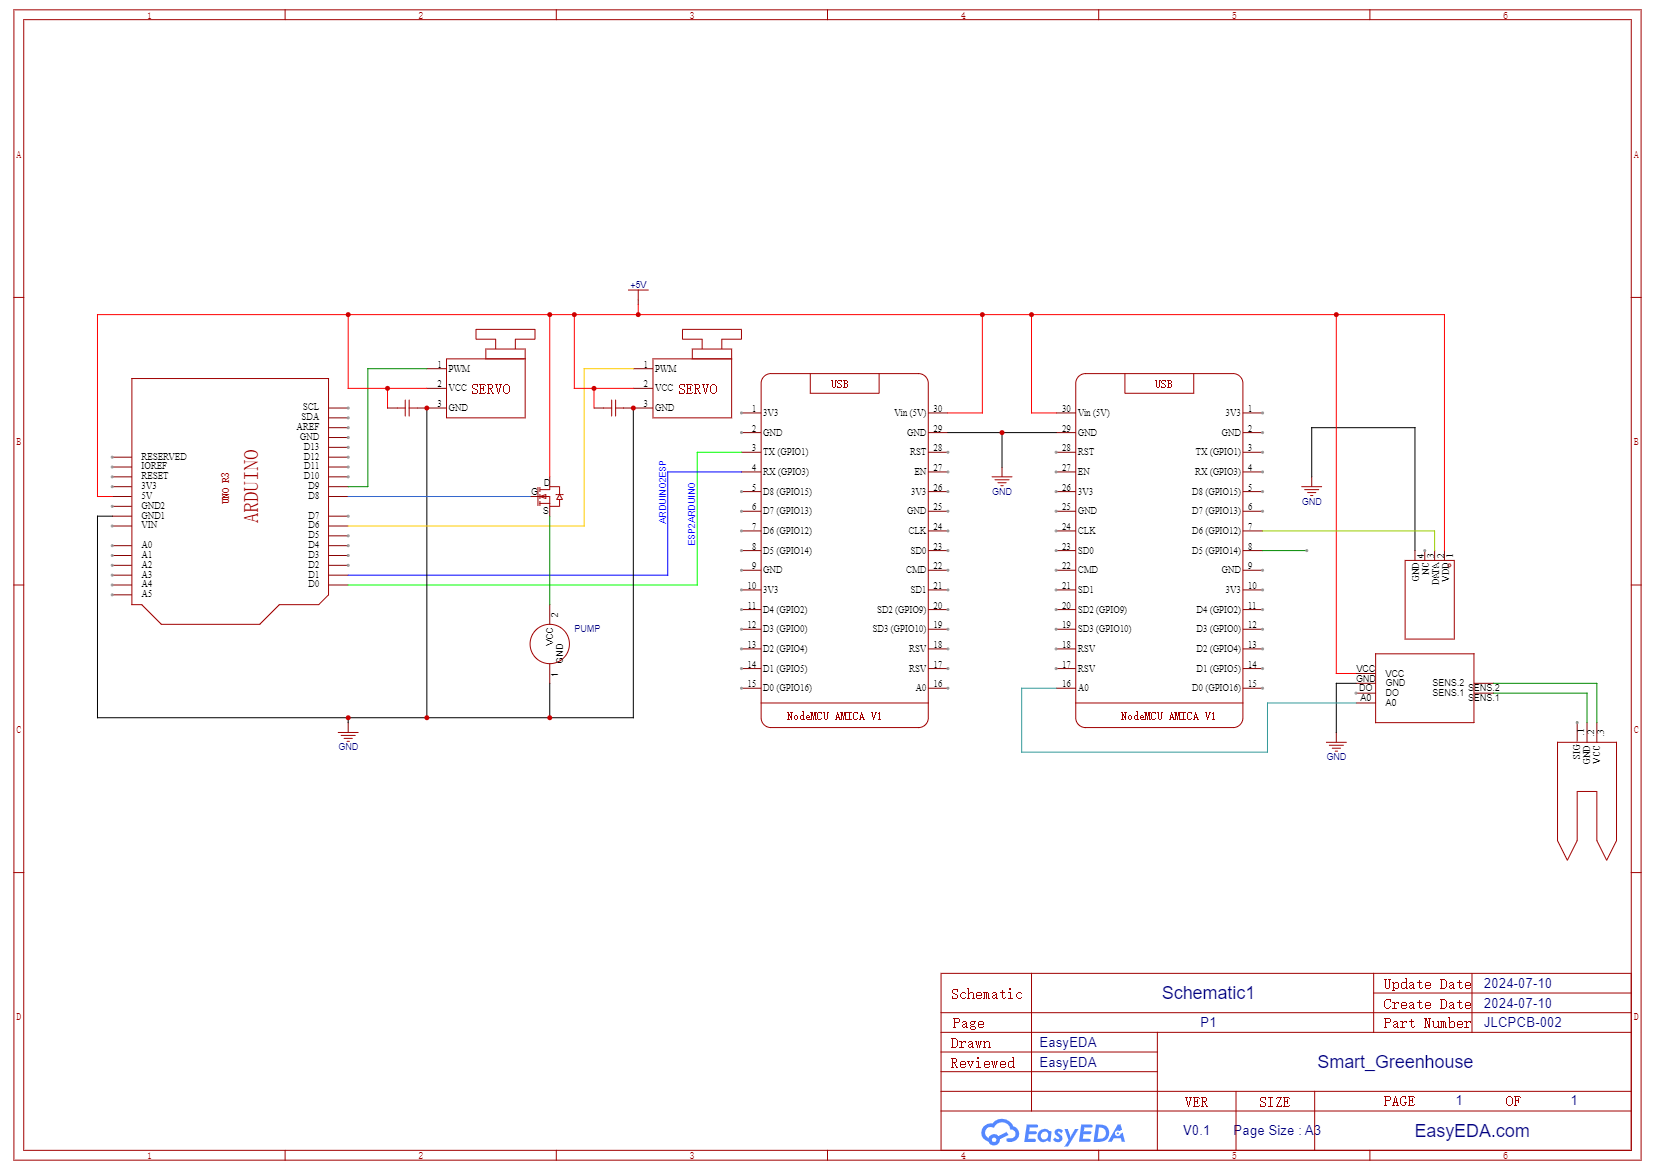 1 2 3 4 5 6
A A
B B
C C
D D
+5V
SERVO
PWM
VCC
GND
1
2
3
SERVO
PWM
VCC
GND
1
2
3
ARDUINO
UNO R3
RESERVED
IOREF
RESET
3V3
5V
GND2
GND1
VIN
A0
A1
A2
A3
A4
A5
SCL
SDA
AREF
GND
D13
D12
D11
D10
D9
D8
D7
D6
D5
D4
D3
D2
D1
D0
G
D
S
PUMP
VCC
GND
2
1
GND
ARDUINO2ESP
ESP2ARDUINO
USB
1 3V3
2 GND
3 TX (GPIO1)
4 RX (GPIO3)
5 D8 (GPIO15)
6 D7 (GPIO13)
7 D6 (GPIO12)
8 D5 (GPIO14)
9 GND
10 3V3
11 D4 (GPIO2)
12 D3 (GPIO0)
13 D2 (GPIO4)
14 D1 (GPIO5)
15 D0 (GPIO16)
Vin (5V) 30
GND 29
RST 28
EN 27
3V3 26
GND 25
CLK 24
SD0 23
CMD 22
SD1 21
SD2 (GPIO9) 20
SD3 (GPIO10) 19
RSV 18
RSV 17
A0 16
NodeMCU AMICA V1
GND
USB
30 Vin (5V)
29 GND
28 RST
27 EN
26 3V3
25 GND
24 CLK
23 SD0
22 CMD
21 SD1
20 SD2 (GPIO9)
19 SD3 (GPIO10)
18 RSV
17 RSV
16 A0
3V3 1
GND 2
TX (GPIO1) 3
RX (GPIO3) 4
D8 (GPIO15) 5
D7 (GPIO13) 6
D6 (GPIO12) 7
D5 (GPIO14) 8
GND 9
3V3 10
D4 (GPIO2) 11
D3 (GPIO0) 12
D2 (GPIO4) 13
D1 (GPIO5) 14
D0 (GPIO16) 15
NodeMCU AMICA V1
GND
GND 4
NC
DATA 3
VDD 1
2
VCC VCC
GND GND
DO DO
A0 A0
SENS.2 SENS.2
SENS.1 SENS.1
GND
SIG .1
GND .2
VCC .3
Schematic
Schematic1
Update Date 2024-07-10
Create Date 2024-07-10
Page
P1
Part Number JLCPCB-002
Drawn EasyEDA
Reviewed EasyEDA
Smart_Greenhouse
VER SIZE PAGE 1 OF 1
EasyEDA
V0.1 Page Size : A3 EasyEDA.com
1 2 3 4 5 6